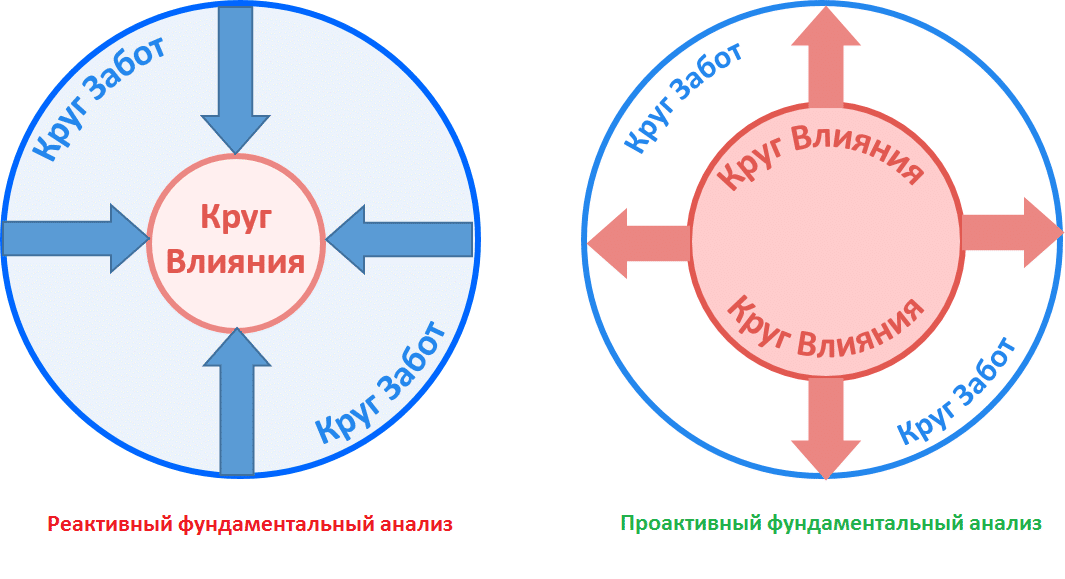 Круг Забот
Круг
Влияния
Круг Забот
Реактивный фундаментальный анализ
Круг Забот
Круг Влияния
Круг Влияния
Круг Забот
Проактивный фундаментальный анализ